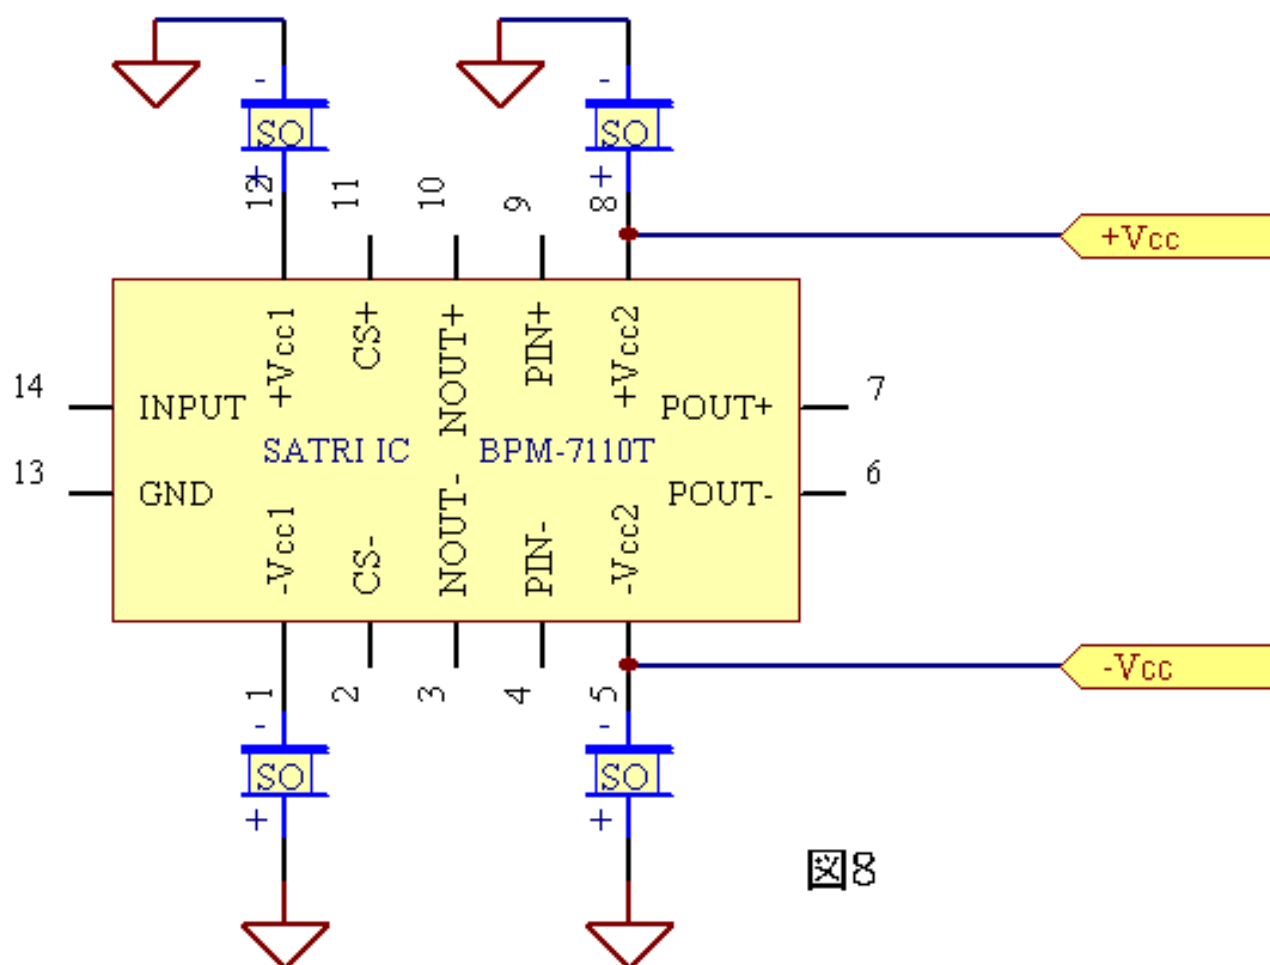 - -
SO SO
+ +
12 11 10 9 8
+Vcc
+Vcc1 CS+ NOUT+ PIN+ +Vcc2
14 INPUT POUT+ 7
SATRI IC BPM-7110T
13 GND POUT- 6
-Vcc1 CS- NOUT- PIN- -Vcc2
-Vcc
1 2 3 4 5
- -
SO SO
+ +
図8